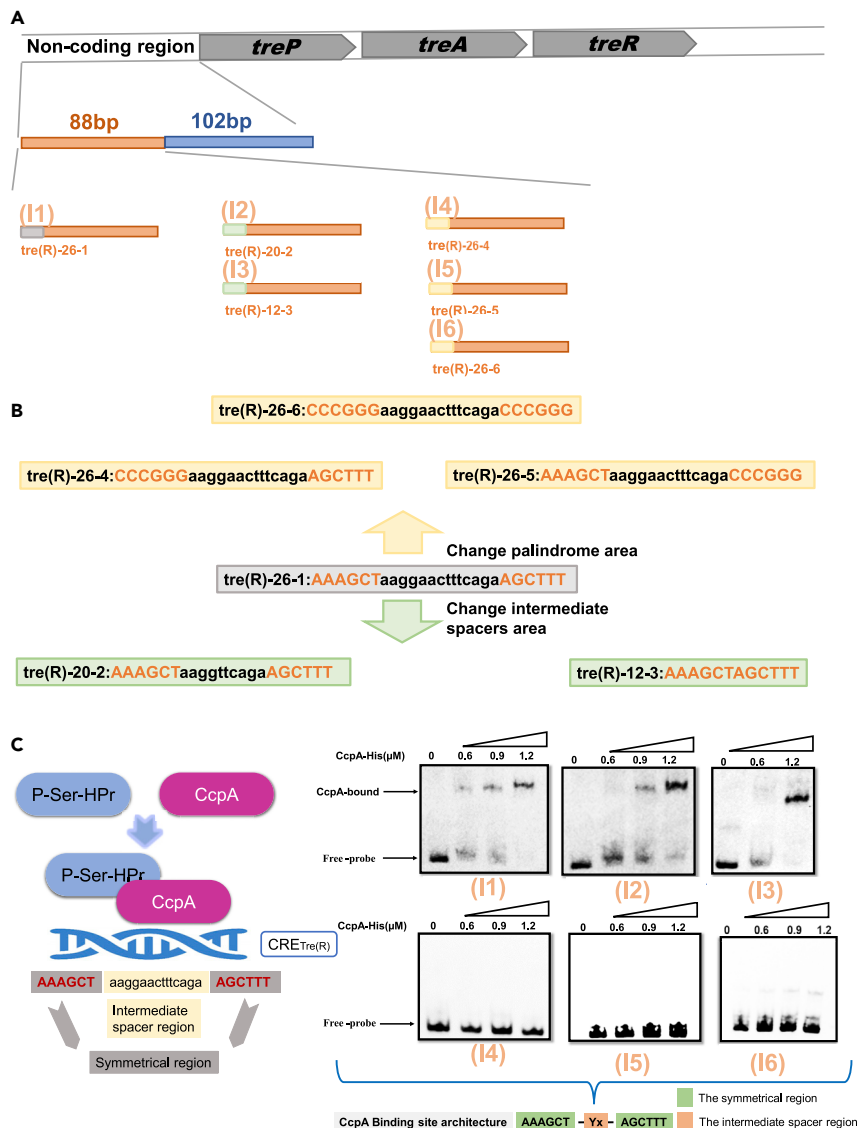 A
Non-coding region
treP
treA
treR
88bp
102bp
(I1)
tre(R)-26-1
(I2)
tre(R)-20-2
(I3)
tre(R)-12-3
(I4)
tre(R)-26-4
(I5)
tre(R)-26-5
(I6)
tre(R)-26-6
B
tre(R)-26-6:CCCGGGaaggaactttcagaCCCGGG
tre(R)-26-4:CCCGGGaaggaactttcagaAGCTTT
tre(R)-26-5:AAAGCTaaggaactttcagaCCCGGG
Change palindrome area
tre(R)-26-1:AAAGCTaaggaactttcagaAGCTTT
Change intermediate
spacers area
tre(R)-20-2:AAAGCTaaggttcagaAGCTTT
tre(R)-12-3:AAAGCTAGCTTT
C
P-Ser-HPr
CcpA
P-Ser-HPr
CcpA
CRETre(R)
AAAGCT
aaggaactttcaga
AGCTTT
Intermediate
spacer region
Symmetrical region
CcpA-His(μM)
0 0.6 0.9 1.2
0 0.6 0.9 1.2
0 0.6 1.2
CcpA-bound
Free-probe
(I1)
(I2)
(I3)
CcpA-His(μM)
0 0.6 0.9 1.2
0 0.6 0.9 1.2
0 0.6 0.9 1.2
Free-probe
(I4)
(I5)
(I6)
The symmetrical region
CcpA Binding site architecture
AAAGCT - Yx - AGCTTT
The intermediate spacer region